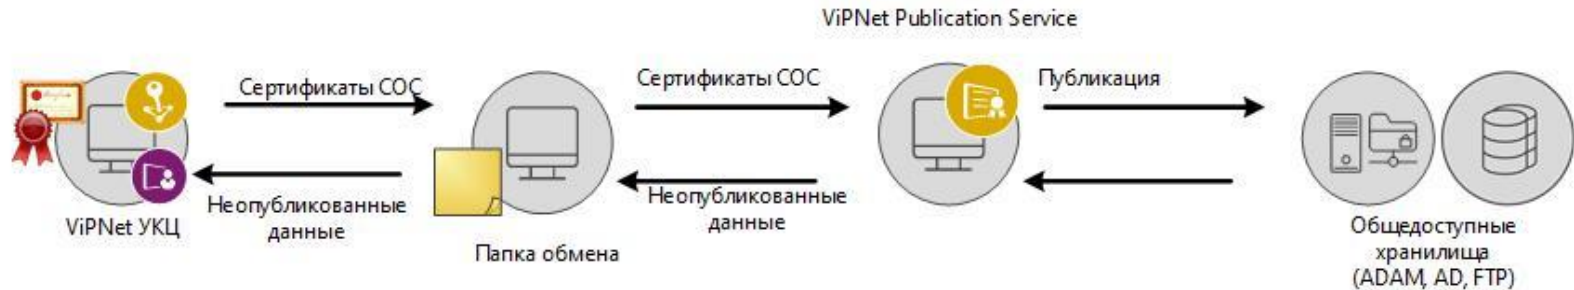 ViPNet Publication Service
Сертификаты СОС
Сертификаты СОС
Публикация
Неопубликованные
данные
Неопубликованные
данные
ViPNet УКЦ
Папка обмена
Общедоступные
хранилища
(ADAM, AD, FTP)